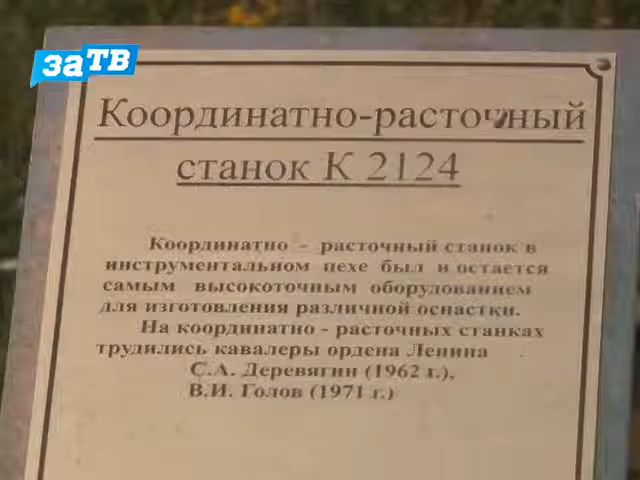 заТВ
Координатно-расточный
станок К 2124
Координатно - расточный станок в
инструментальном цехе был и остается
самым высокоточным оборудованием
для изготовления различной оснастки.
На координатно - расточных станках
трудились кавалеры ордена Ленина
С.А. Деревягин (1962 г.),
В.И. Голов (1971 г.)